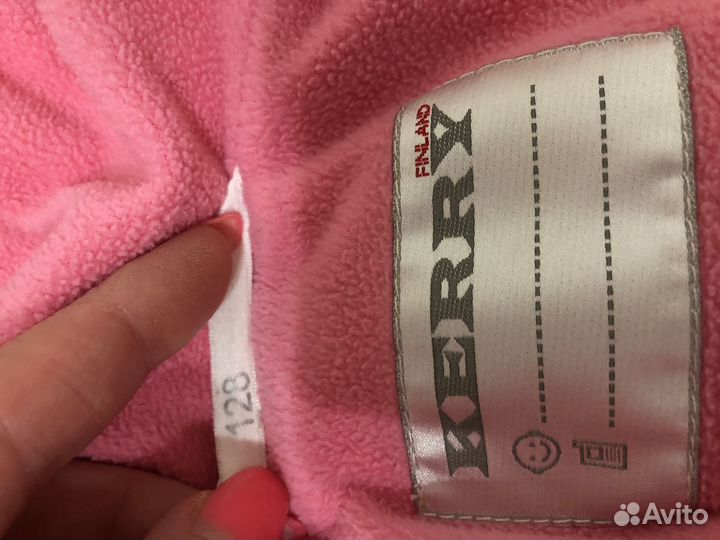 KERRY
FINLAND
128
Avito